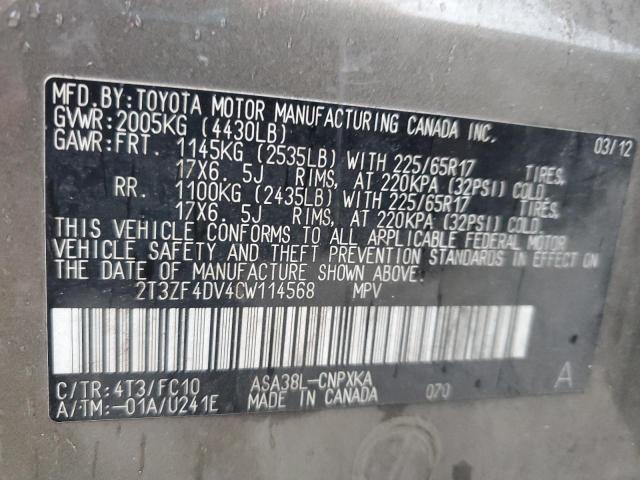 MFD.BY:TOYOTA MOTOR MANUFACTURING CANADA INC.
GVWR:2005KG (4430LB) 03/12
GAWR:FRT. 1145KG (2535LB) WITH 225/65R17 TIRES,
17X6. 5J RIMS, AT 220KPA (32PSI) COLD.
RR. 1100KG (2435LB) WITH 225/65R17 TIRES,
17X6. 5J RIMS, AT 220KPA (32PSI) COLD.
THIS VEHICLE CONFORMS TO ALL APPLICABLE FEDERAL MOTOR
VEHICLE SAFETY AND THEFT PREVENTION STANDARDS IN EFFECT ON
THE DATE OF MANUFACTURE SHOWN ABOVE.
2T3ZF4DV4CW114568 MPV
C/TR:4T3/FC10 ASA38L-CNPXKA A
A/TM:-01A/U241E MADE IN CANADA 070